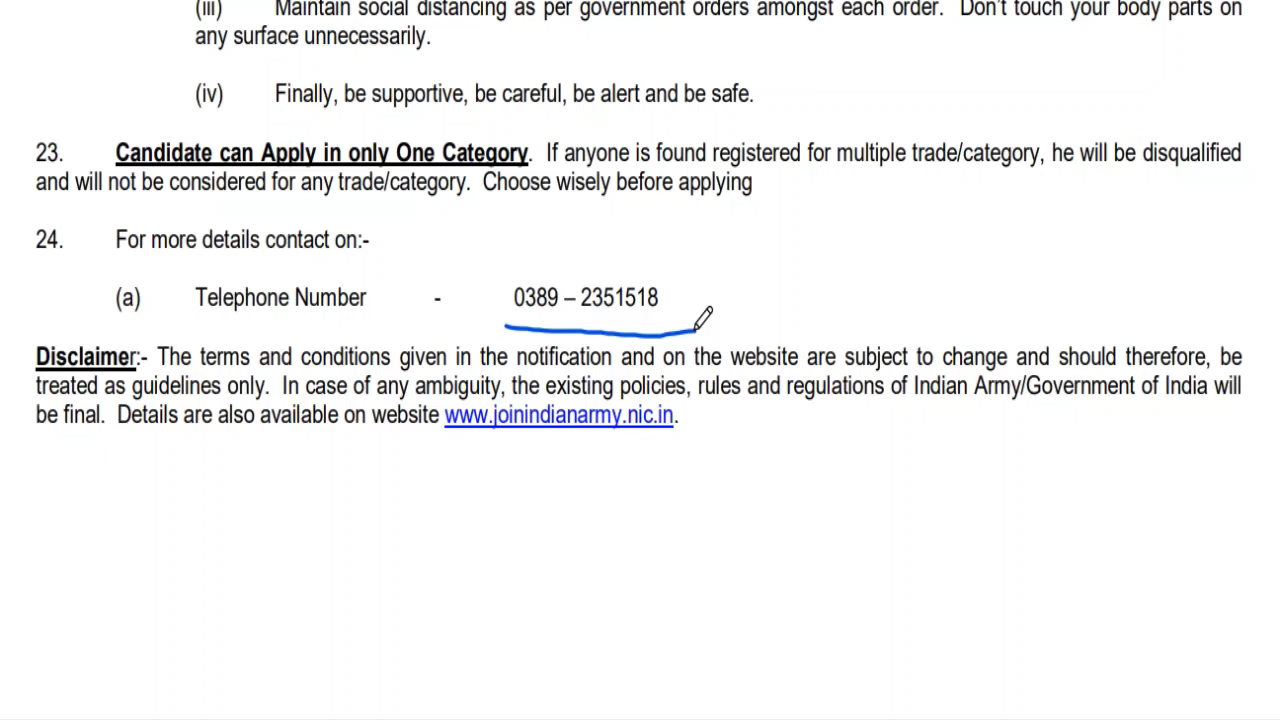 (iii) Maintain social distancing as per government orders amongst each order. Don't touch your body parts on
any surface unnecessarily.
(iv) Finally, be supportive, be careful, be alert and be safe.
23. Candidate can Apply in only One Category. If anyone is found registered for multiple trade/category, he will be disqualified
and will not be considered for any trade/category. Choose wisely before applying
24. For more details contact on:-
(a) Telephone Number - 0389 – 2351518
Disclaimer:- The terms and conditions given in the notification and on the website are subject to change and should therefore, be
treated as guidelines only. In case of any ambiguity, the existing policies, rules and regulations of Indian Army/Government of India will
be final. Details are also available on website www.joinindianarmy.nic.in.